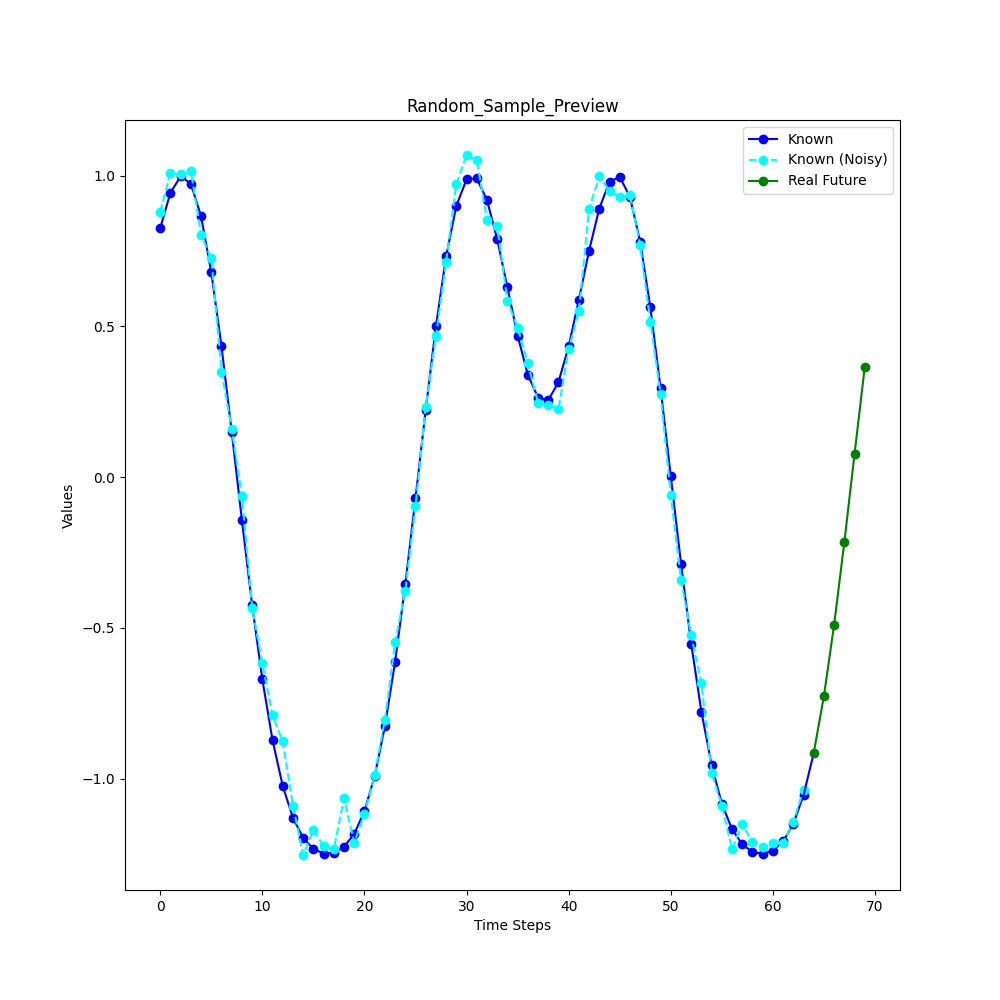 Random_Sample_Preview
Known
Known (Noisy)
Real Future
1.0
0.5
0.0
−0.5
−1.0
Values
0 10 20 30 40 50 60 70
Time Steps